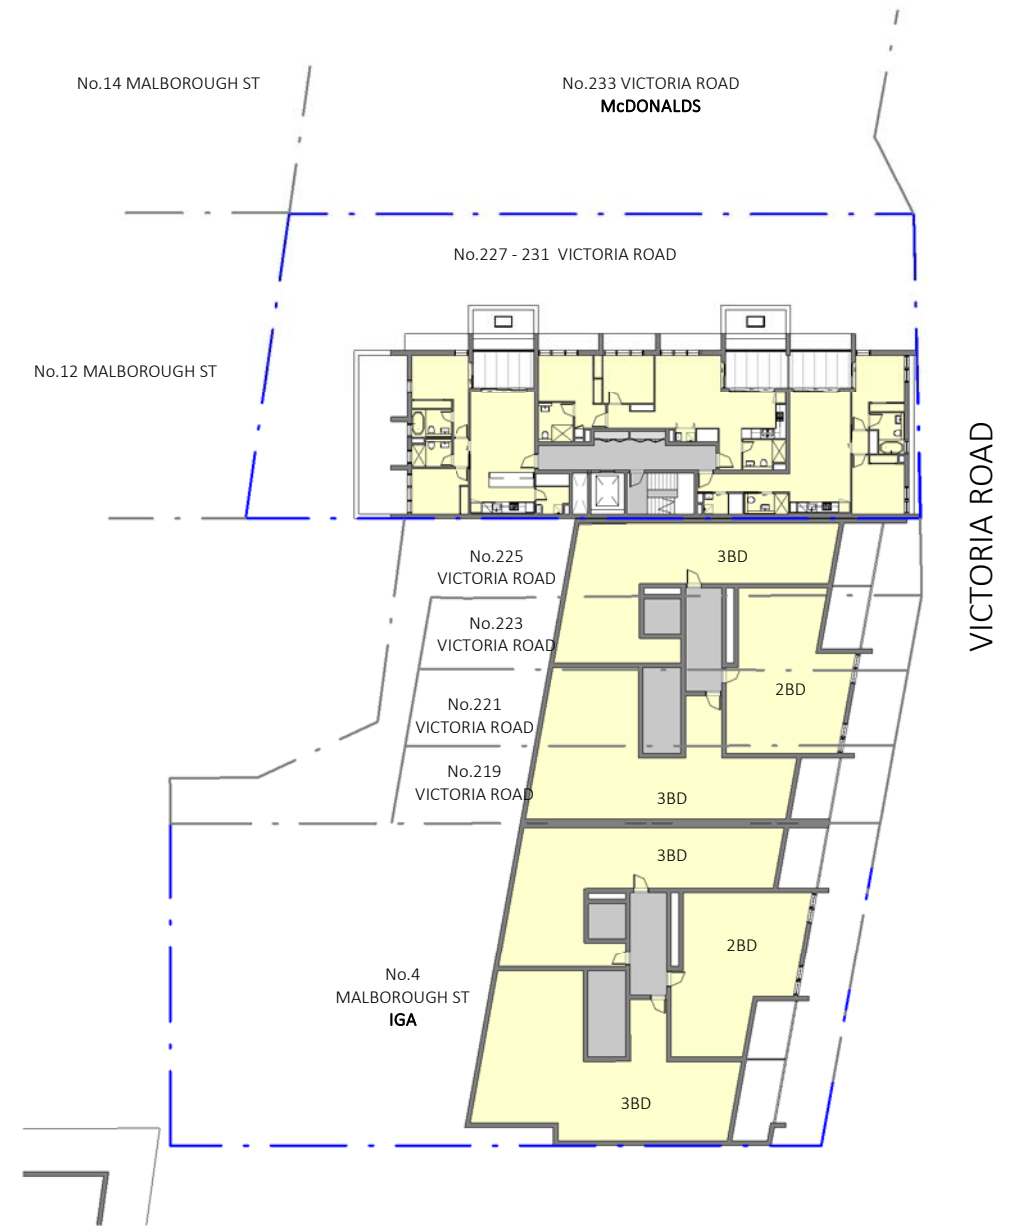 No.14 MALBOROUGH ST
No.233 VICTORIA ROAD
McDONALDS
No.227 - 231 VICTORIA ROAD
No.12 MALBOROUGH ST
VICTORIA ROAD
No.225
VICTORIA ROAD
3BD
No.223
VICTORIA ROAD
2BD
No.221
VICTORIA ROAD
No.219
VICTORIA ROAD
3BD
3BD
2BD
No.4
MALBOROUGH ST
IGA
3BD